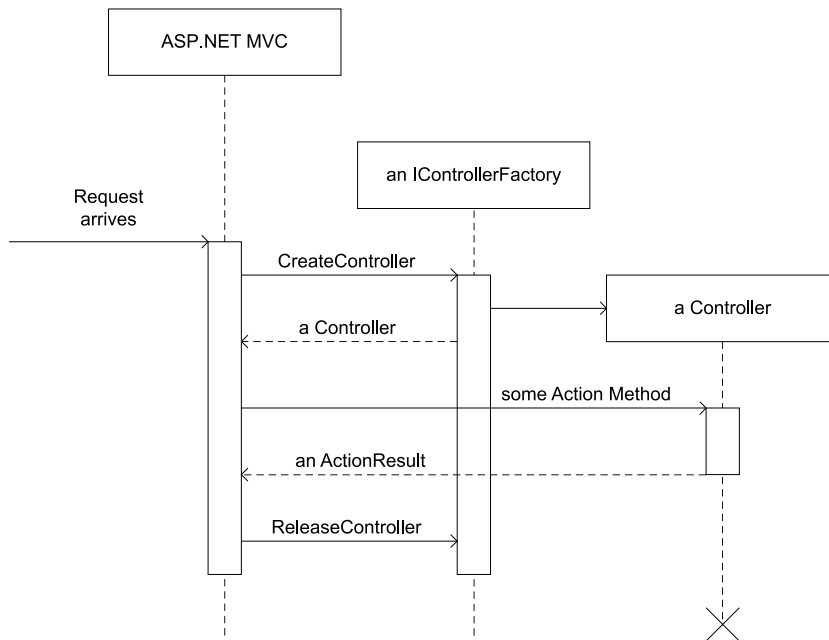 ASP.NET MVC
an IControllerFactory
Request
arrives
CreateController
a Controller
a Controller
some Action Method
an ActionResult
ReleaseController